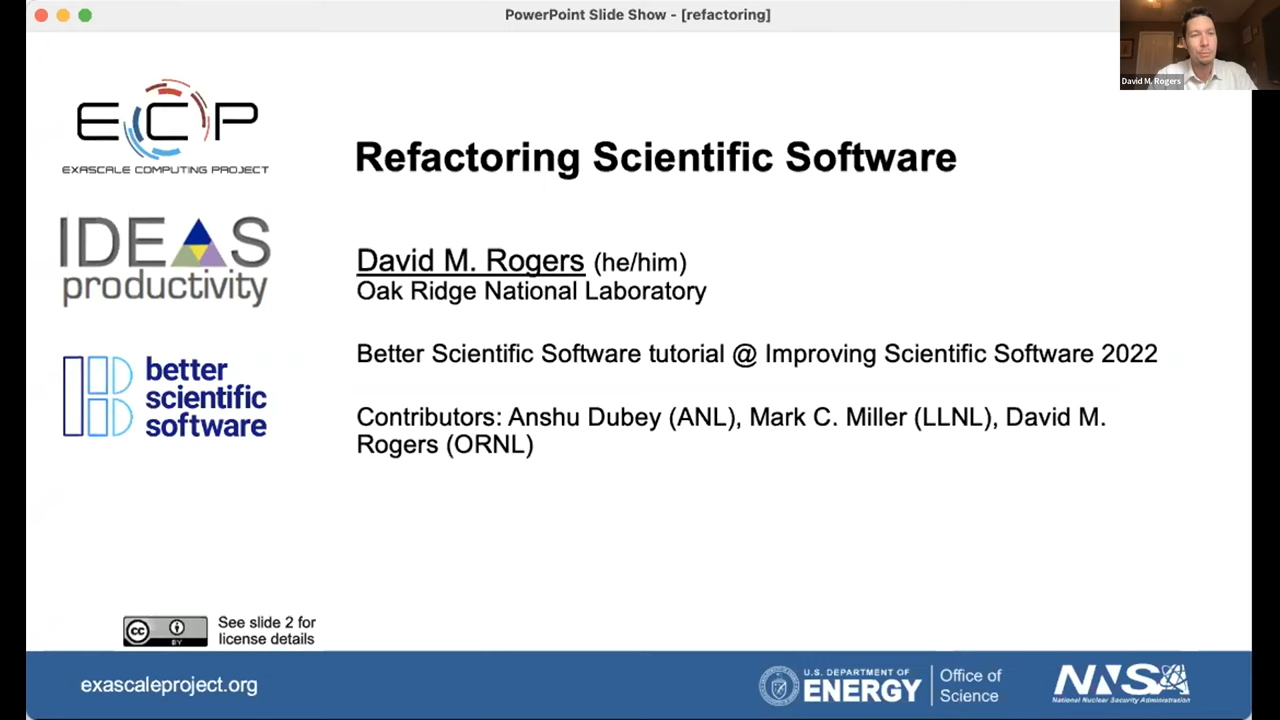 PowerPoint Slide Show - [refactoring]
David M. Rogers
ECP
EXASCALE COMPUTING PROJECT
Refactoring Scientific Software
IDEAS
productivity
David M. Rogers (he/him)
Oak Ridge National Laboratory
better
scientific
software
Better Scientific Software tutorial @ Improving Scientific Software 2022
Contributors: Anshu Dubey (ANL), Mark C. Miller (LLNL), David M.
Rogers (ORNL)
cc
BY
See slide 2 for
license details
exascaleproject.org
U.S. DEPARTMENT OF
ENERGY
Office of
Science
NNSA
National Nuclear Security Administration